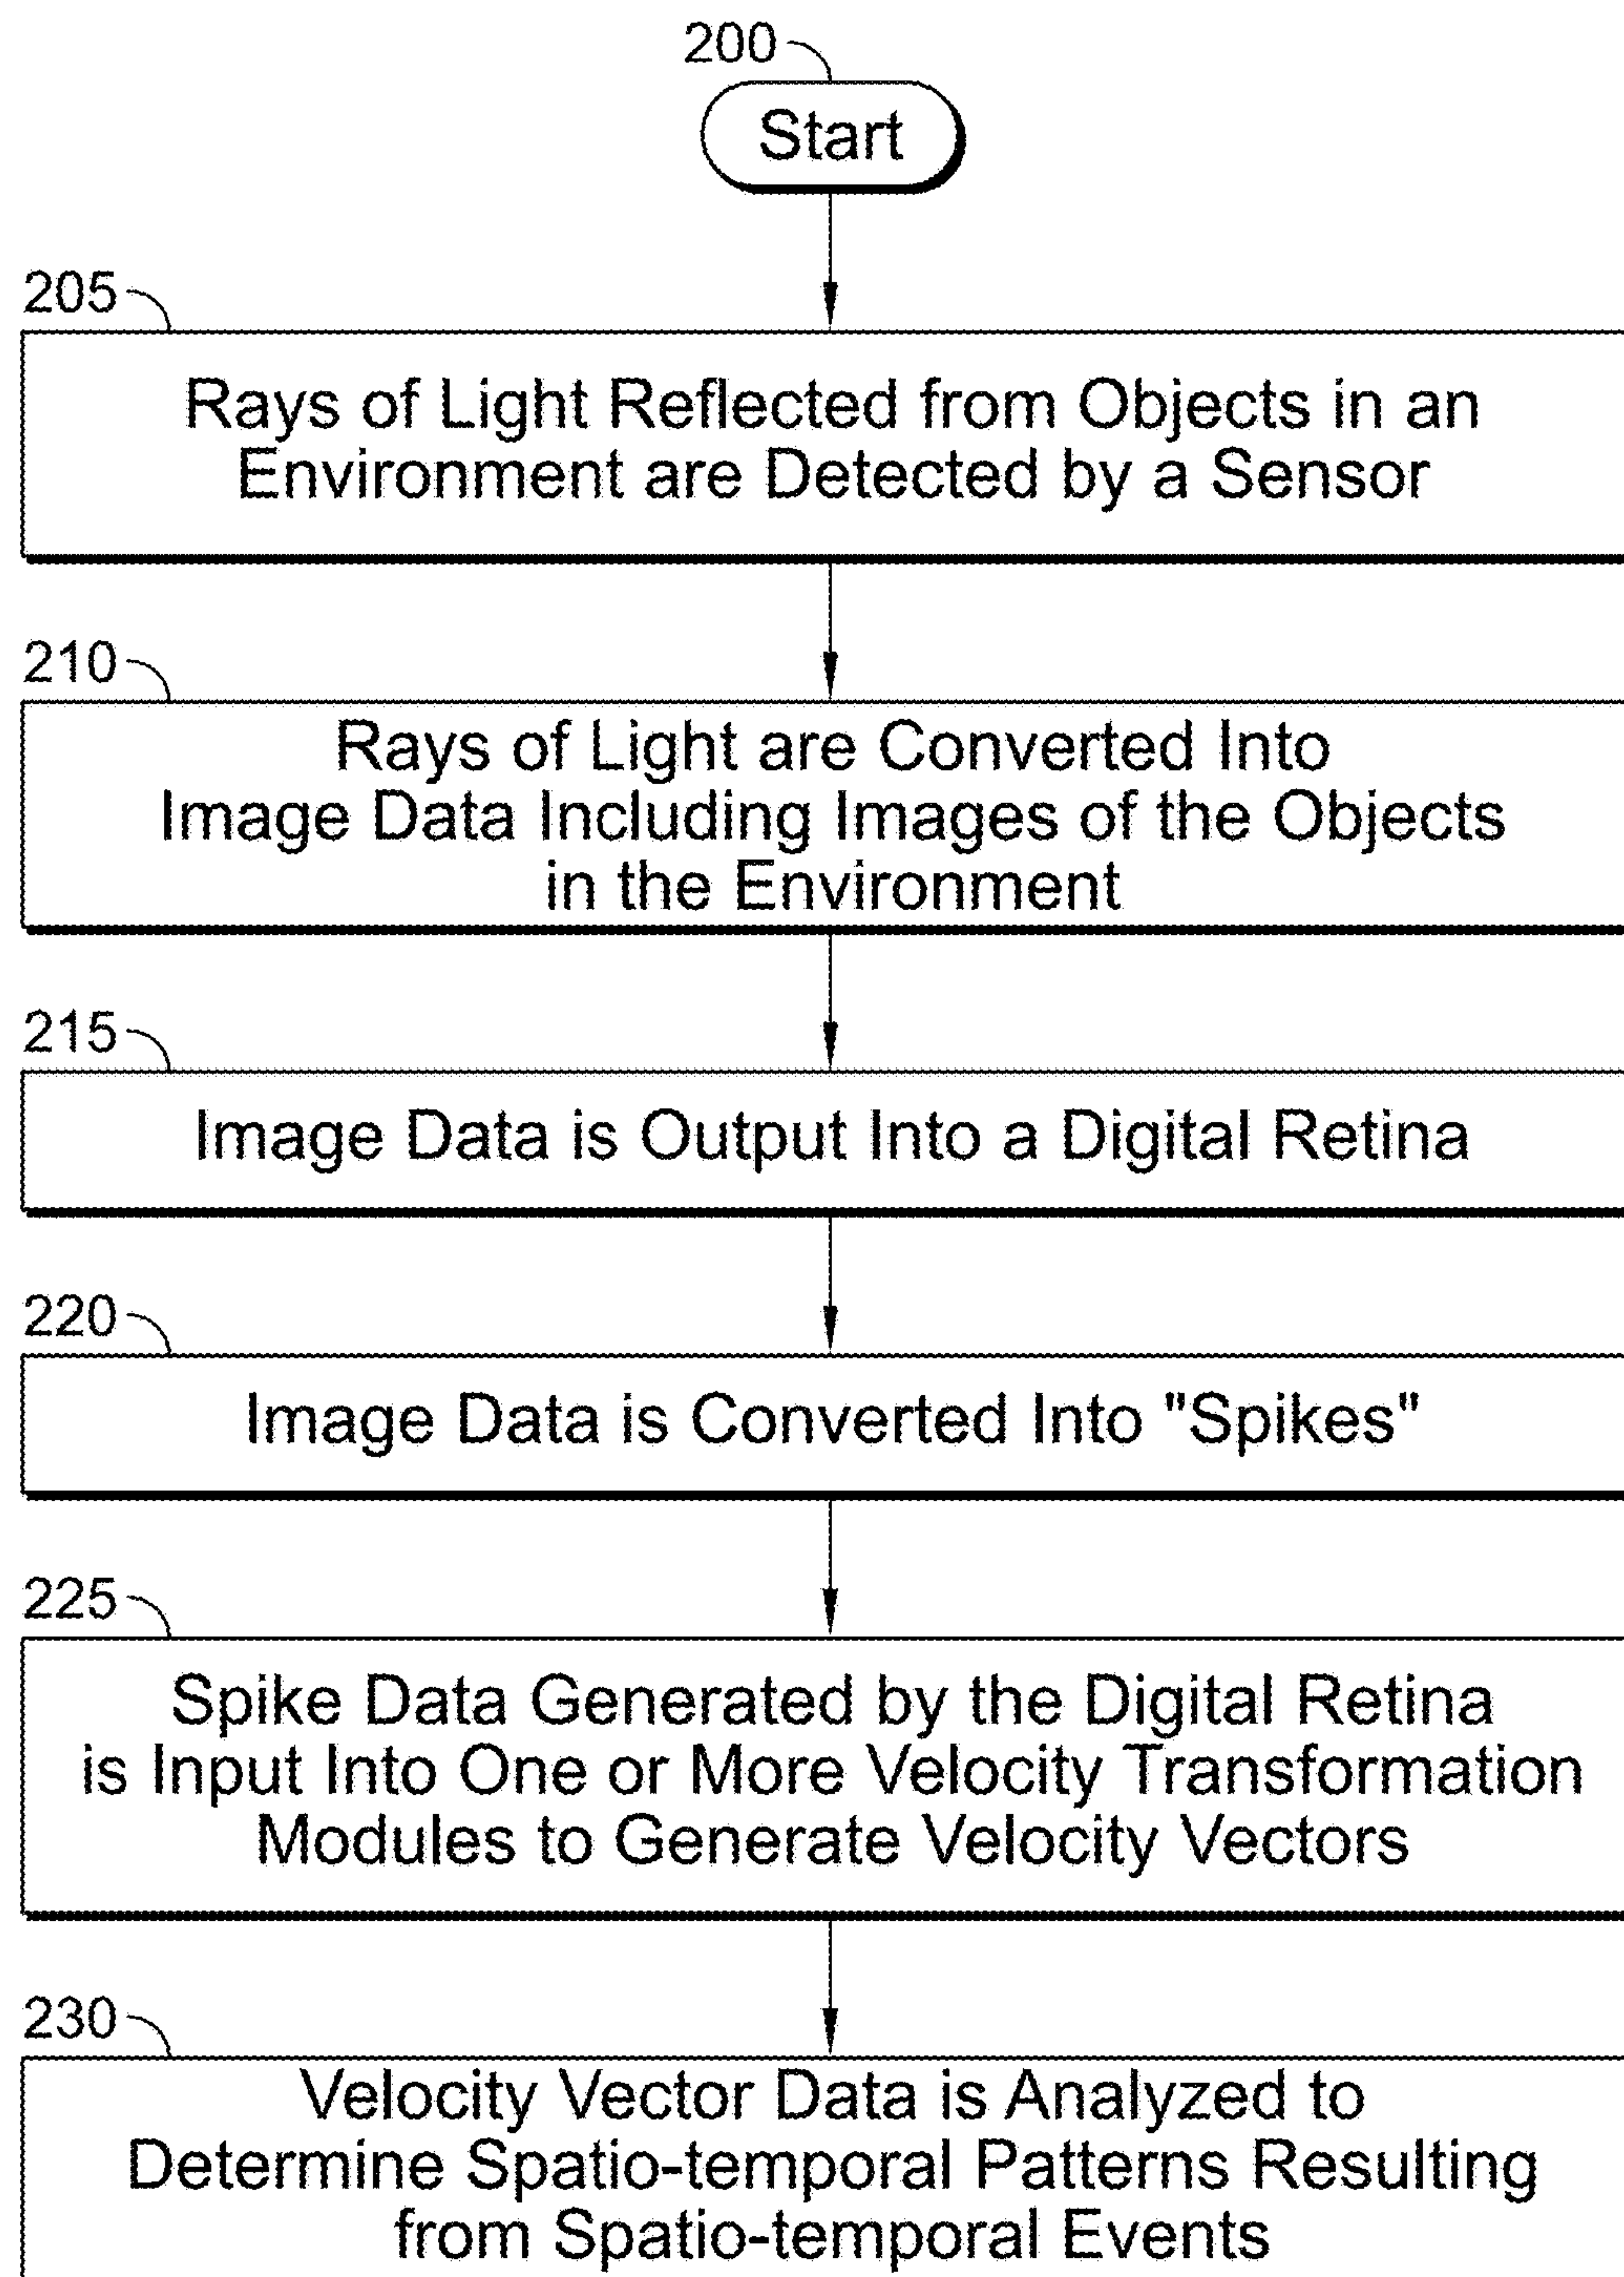 200
Start
205
Rays of Light Reflected from Objects in an
Environment are Detected by a Sensor
210
Rays of Light are Converted Into
Image Data Including Images of the Objects
in the Environment
215
Image Data is Output Into a Digital Retina
220
Image Data is Converted Into "Spikes"
225
Spike Data Generated by the Digital Retina
is Input Into One or More Velocity Transformation
Modules to Generate Velocity Vectors
230
Velocity Vector Data is Analyzed to
Determine Spatio-temporal Patterns Resulting
from Spatio-temporal Events